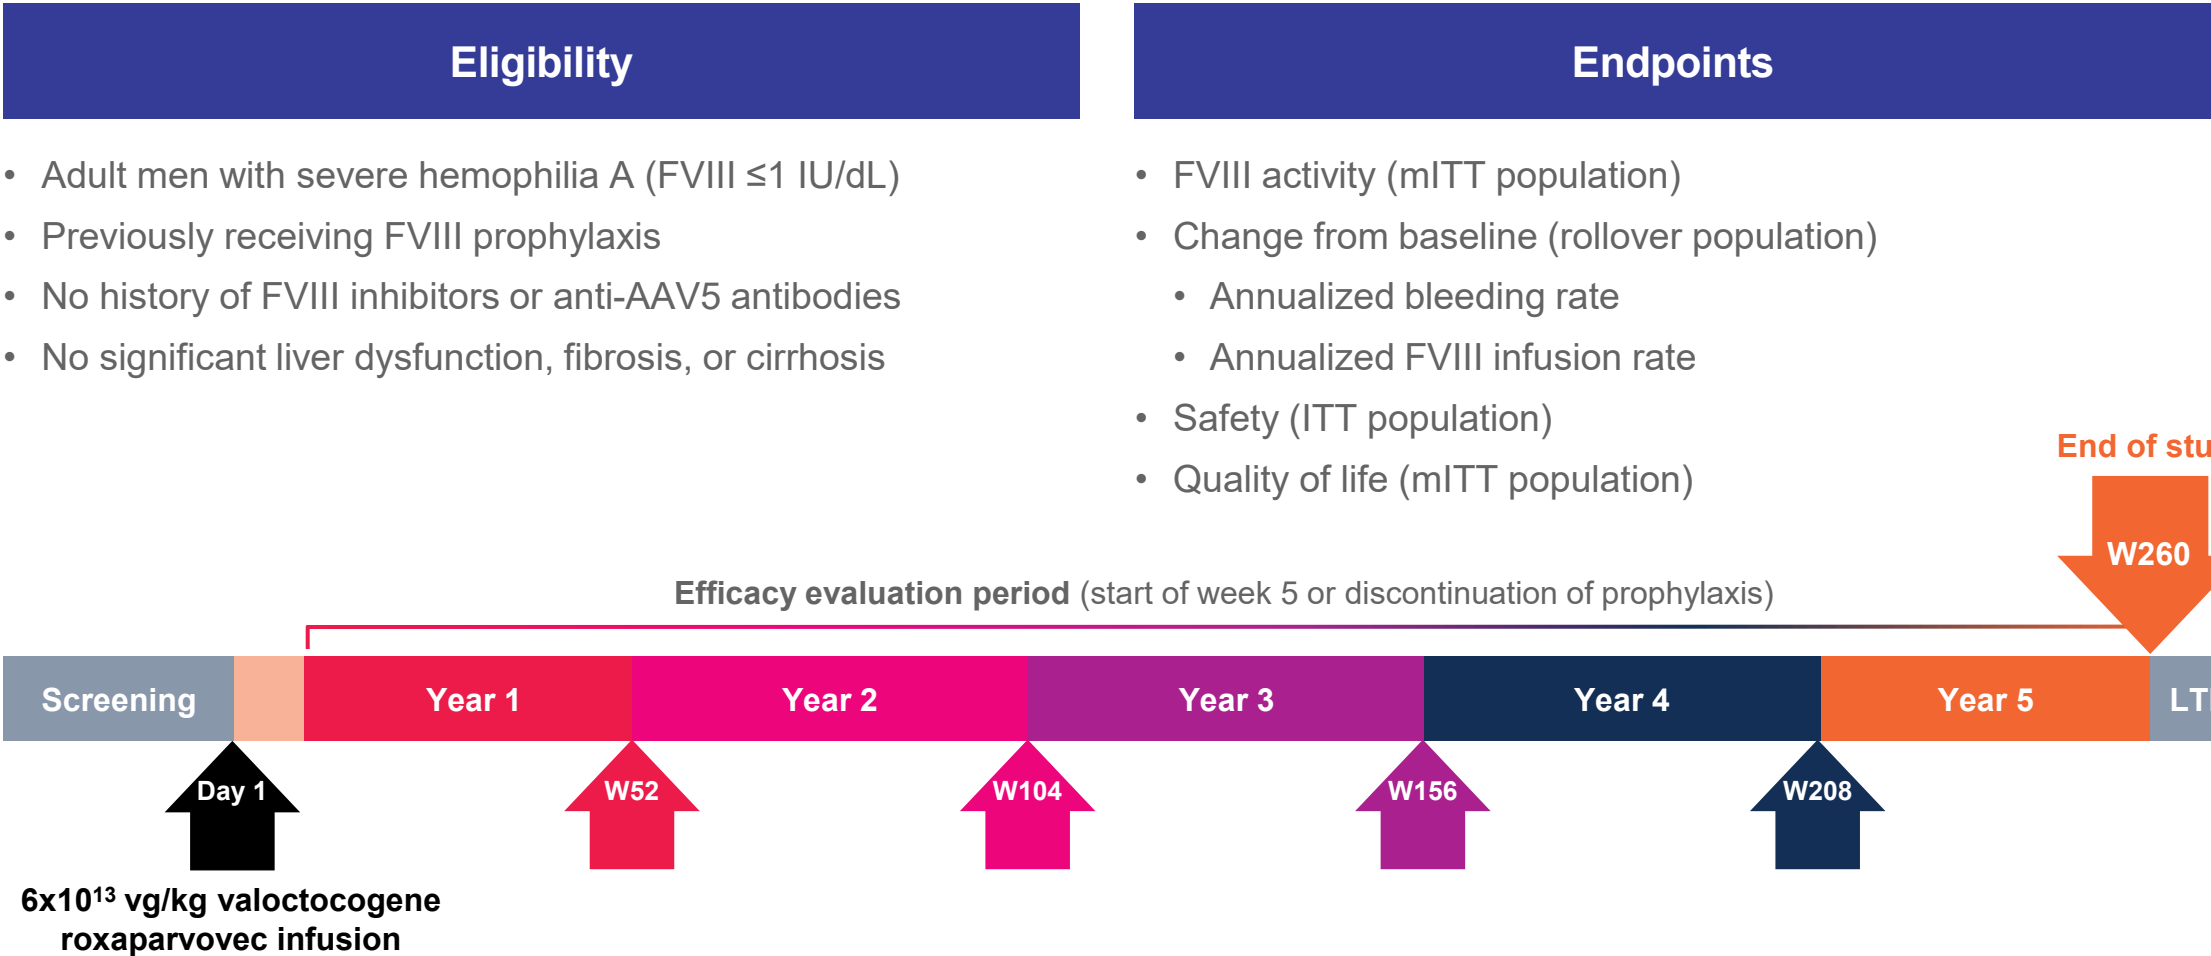 Eligibility
• Adult men with severe hemophilia A (FVIII ≤1 IU/dL)
• Previously receiving FVIII prophylaxis
• No history of FVIII inhibitors or anti-AAV5 antibodies
• No significant liver dysfunction, fibrosis, or cirrhosis
Endpoints
• FVIII activity (mITT population)
• Change from baseline (rollover population)
• Annualized bleeding rate
• Annualized FVIII infusion rate
• Safety (ITT population)
• Quality of life (mITT population)
End of stu
W260
Efficacy evaluation period (start of week 5 or discontinuation of prophylaxis)
Screening Year 1 Year 2 Year 3 Year 4 Year 5 LT
Day 1 W52 W104 W156 W208
6x10¹³ vg/kg valoctocogene
roxaparvovec infusion